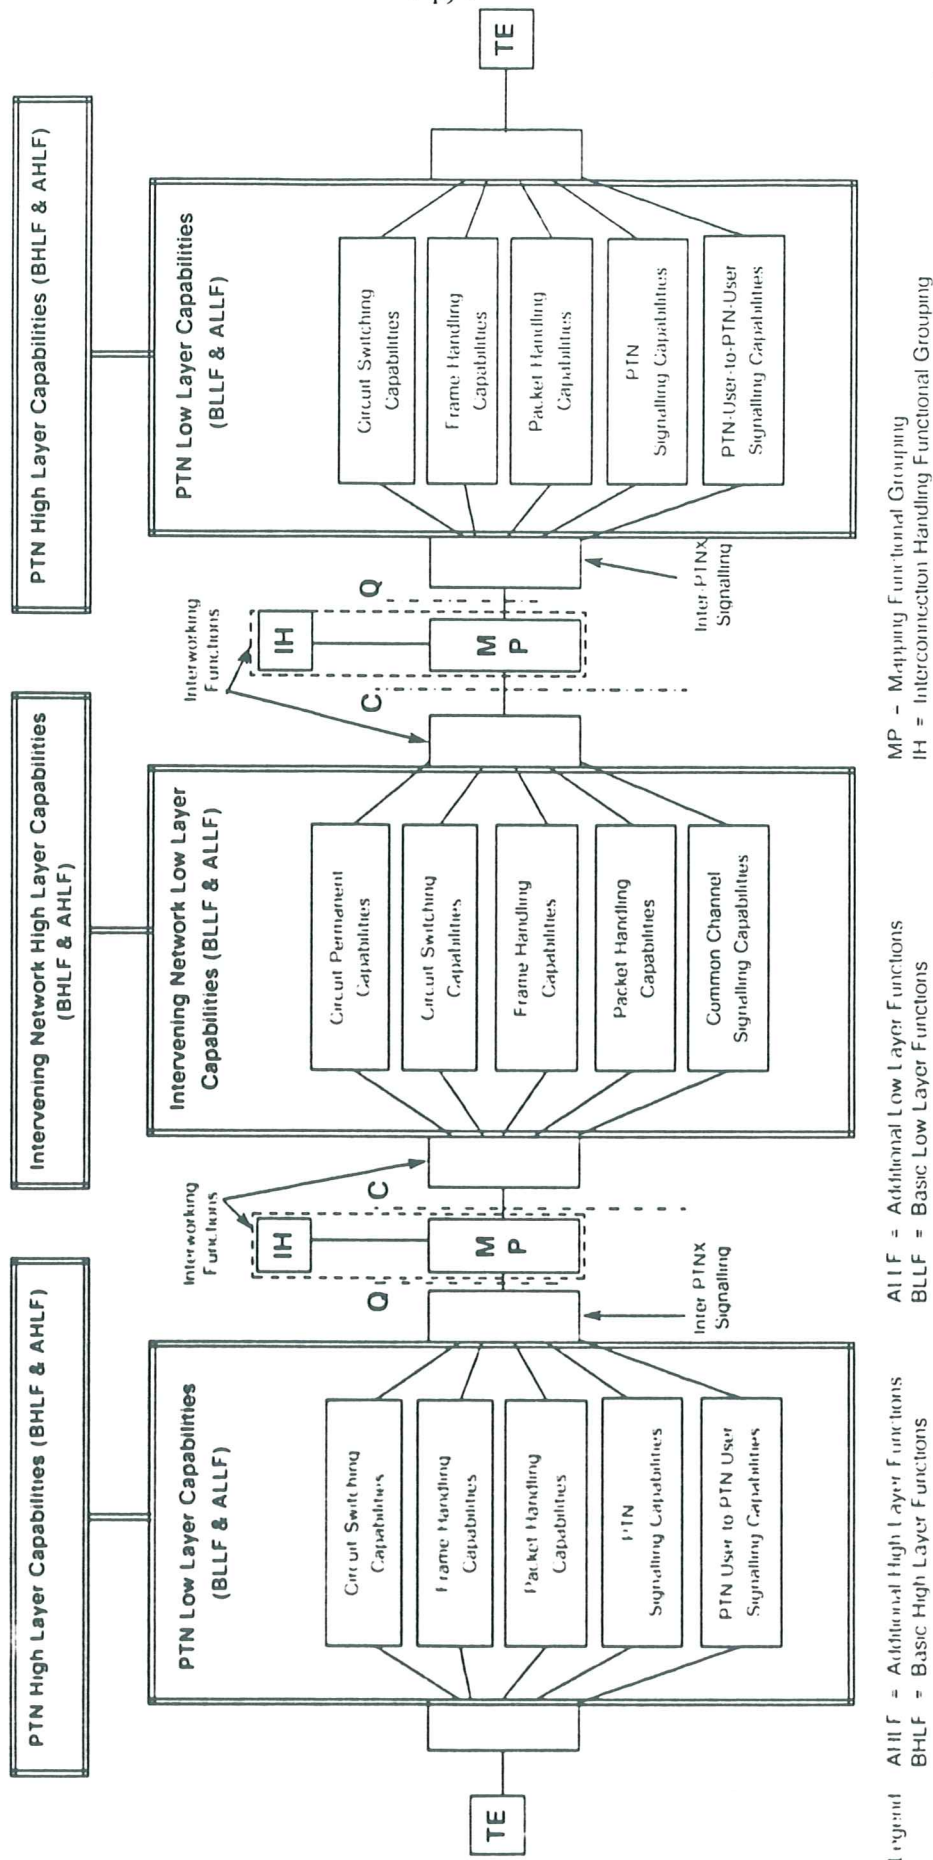 PTN High Layer Capabilities (BHLF & AHLF)
Intervening Network High Layer Capabilities
(BHLF & AHLF)
PTN High Layer Capabilities (BHLF & AHLF)
PTN Low Layer Capabilities
(BLLF & ALLF)
Circuit Switching
Capabilities
Frame Handling
Capabilities
Packet Handling
Capabilities
PTN
Signalling Capabilities
PTN User to PTN User
Signalling Capabilities
TE
Inter PTNX
Signalling
Q
Interworking
Functions
IH
M
P
C
Intervening Network Low Layer
Capabilities (BLLF & ALLF)
Circuit Permanent
Capabilities
Circuit Switching
Capabilities
Frame Handling
Capabilities
Packet Handling
Capabilities
Common Channel
Signalling Capabilities
C
Interworking
Functions
IH
M
P
Q
Inter-PTNX
Signalling
PTN Low Layer Capabilities
(BLLF & ALLF)
Circuit Switching
Capabilities
Frame Handling
Capabilities
Packet Handling
Capabilities
PTN
Signalling Capabilities
PTN-User-to-PTN-User
Signalling Capabilities
TE
Legend AHLF = Additional High Layer Functions
BHLF = Basic High Layer Functions
ALLF = Additional Low Layer Functions
BLLF = Basic Low Layer Functions
MP - Mapping Functional Grouping
IH = Interconnection Handling Functional Grouping